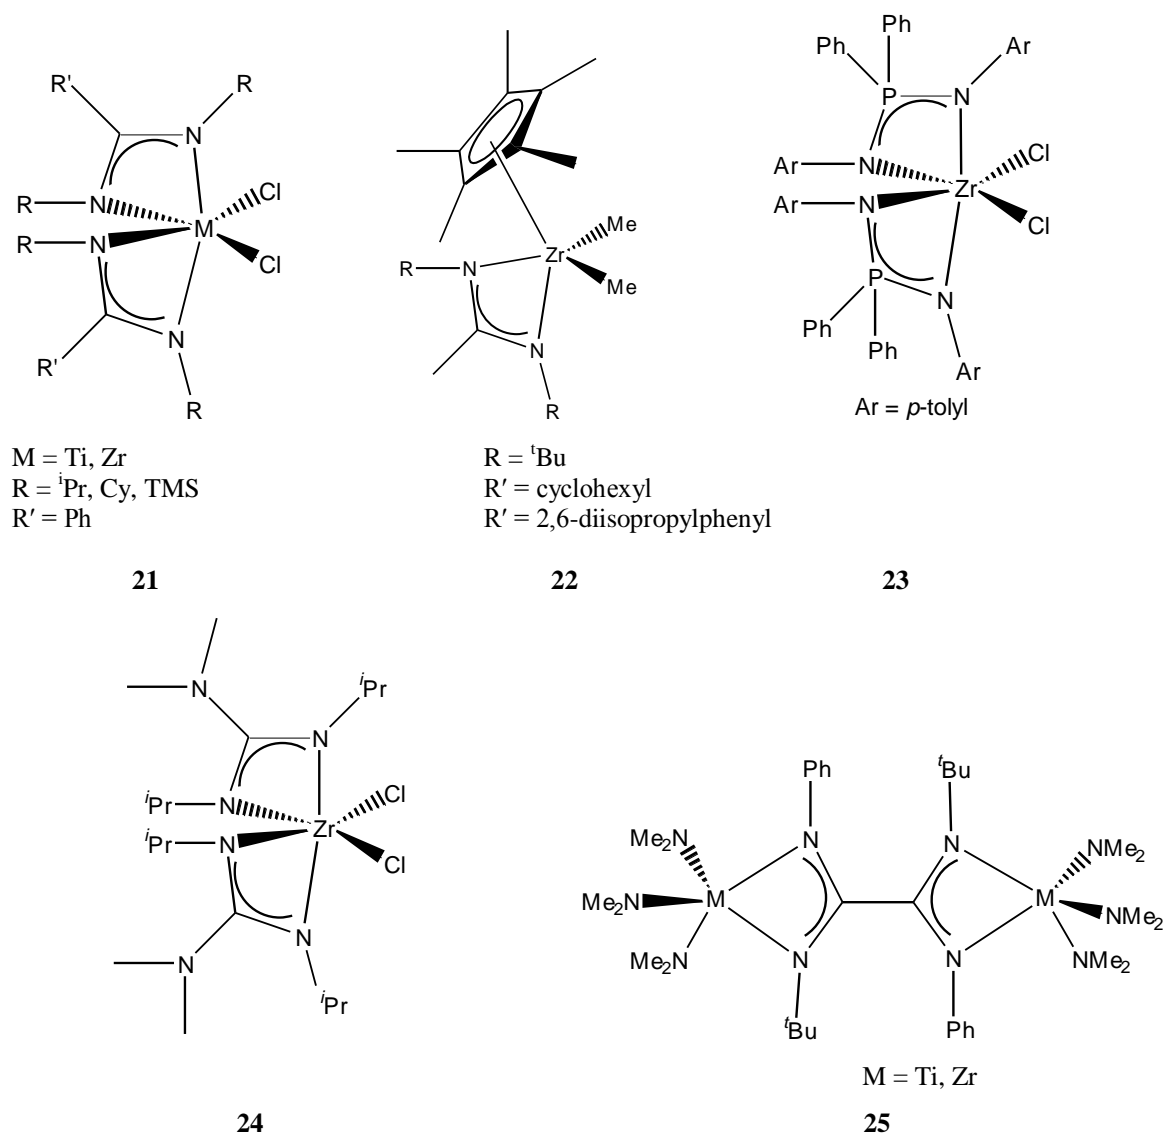 R' R
N
R N
R N
M
Cl
Cl
N
R'
R
M = Ti, Zr
R = ⁱPr, Cy, TMS
R′ = Ph
21
R N
Zr
Me
Me
N
R
R = ᵗBu
R′ = cyclohexyl
R′ = 2,6-diisopropylphenyl
22
Ph Ph Ar
P N
Ar N
Ar N
Zr
Cl
Cl
P N
Ph Ph Ar
Ar = p-tolyl
23
N ⁱPr
N
ⁱPr N
ⁱPr N
Zr
Cl
Cl
N N
ⁱPr
24
Ph ᵗBu
Me₂N N N NMe₂
Me₂N M M NMe₂
Me₂N N N NMe₂
ᵗBu Ph
M = Ti, Zr
25